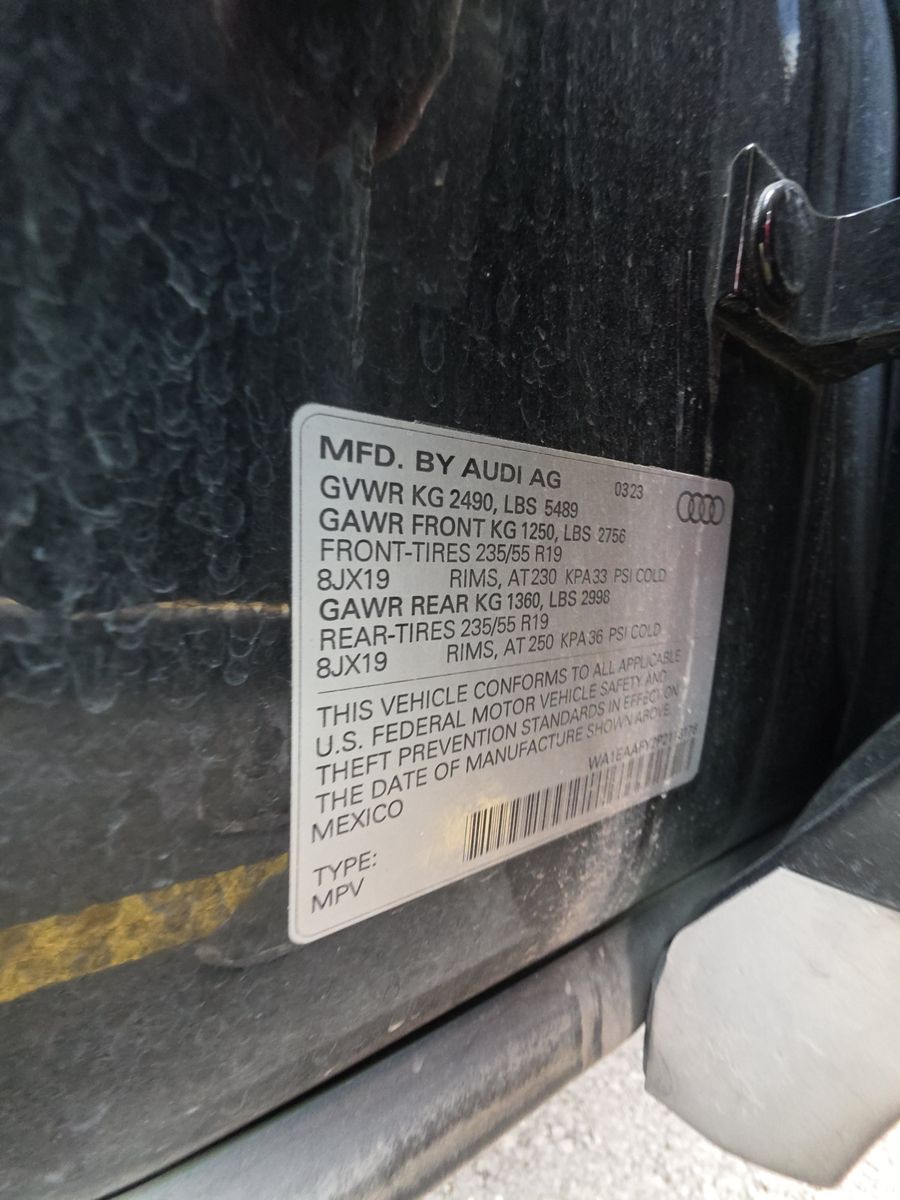 MFD. BY AUDI AG 0323
GVWR KG 2490, LBS 5489
GAWR FRONT KG 1250, LBS 2756
FRONT-TIRES 235/55 R19
8JX19 RIMS, AT 230 KPA 33 PSI COLD
GAWR REAR KG 1360, LBS 2998
REAR-TIRES 235/55 R19
8JX19 RIMS, AT 250 KPA 36 PSI COLD
THIS VEHICLE CONFORMS TO ALL APPLICABLE
U.S. FEDERAL MOTOR VEHICLE SAFETY AND
THEFT PREVENTION STANDARDS IN EFFECT ON
THE DATE OF MANUFACTURE SHOWN ABOVE.
MEXICO
TYPE:
MPV